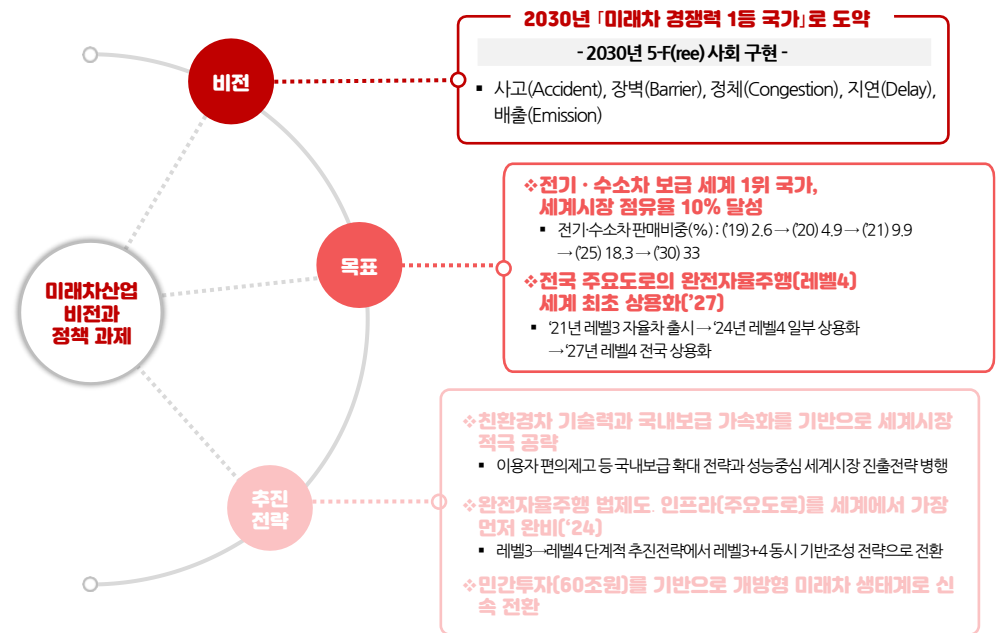 2030년 「미래차 경쟁력 1등 국가」로 도약
- 2030년 5-F(ree) 사회 구현 -
▪ 사고(Accident), 장벽(Barrier), 정체(Congestion), 지연(Delay),
배출(Emission)
비전
❖전기 · 수소차 보급 세계 1위 국가,
세계시장 점유율 10% 달성
▪ 전기·수소차 판매비중(%) : (’19) 2.6 → (’20) 4.9 → (’21) 9.9
→ (’25) 18.3 → (’30) 33
❖전국 주요도로의 완전자율주행(레벨4)
세계 최초 상용화(’27)
▪ ‘21년 레벨3 자율차 출시 → ‘24년 레벨4 일부 상용화
→ ‘27년 레벨4 전국 상용화
목표
미래차산업
비전과
정책 과제
❖친환경차 기술력과 국내보급 가속화를 기반으로 세계시장
적극 공략
▪ 이용자 편의제고 등 국내보급 확대 전략과 성능중심 세계시장 진출전략 병행
❖완전자율주행 법제도. 인프라(주요도로)를 세계에서 가장
먼저 완비(‘24)
▪ 레벨3→레벨4 단계적 추진전략에서 레벨3+4 동시 기반조성 전략으로 전환
❖민간투자(60조원)를 기반으로 개방형 미래차 생태계로 신
속 전환
추진
전략